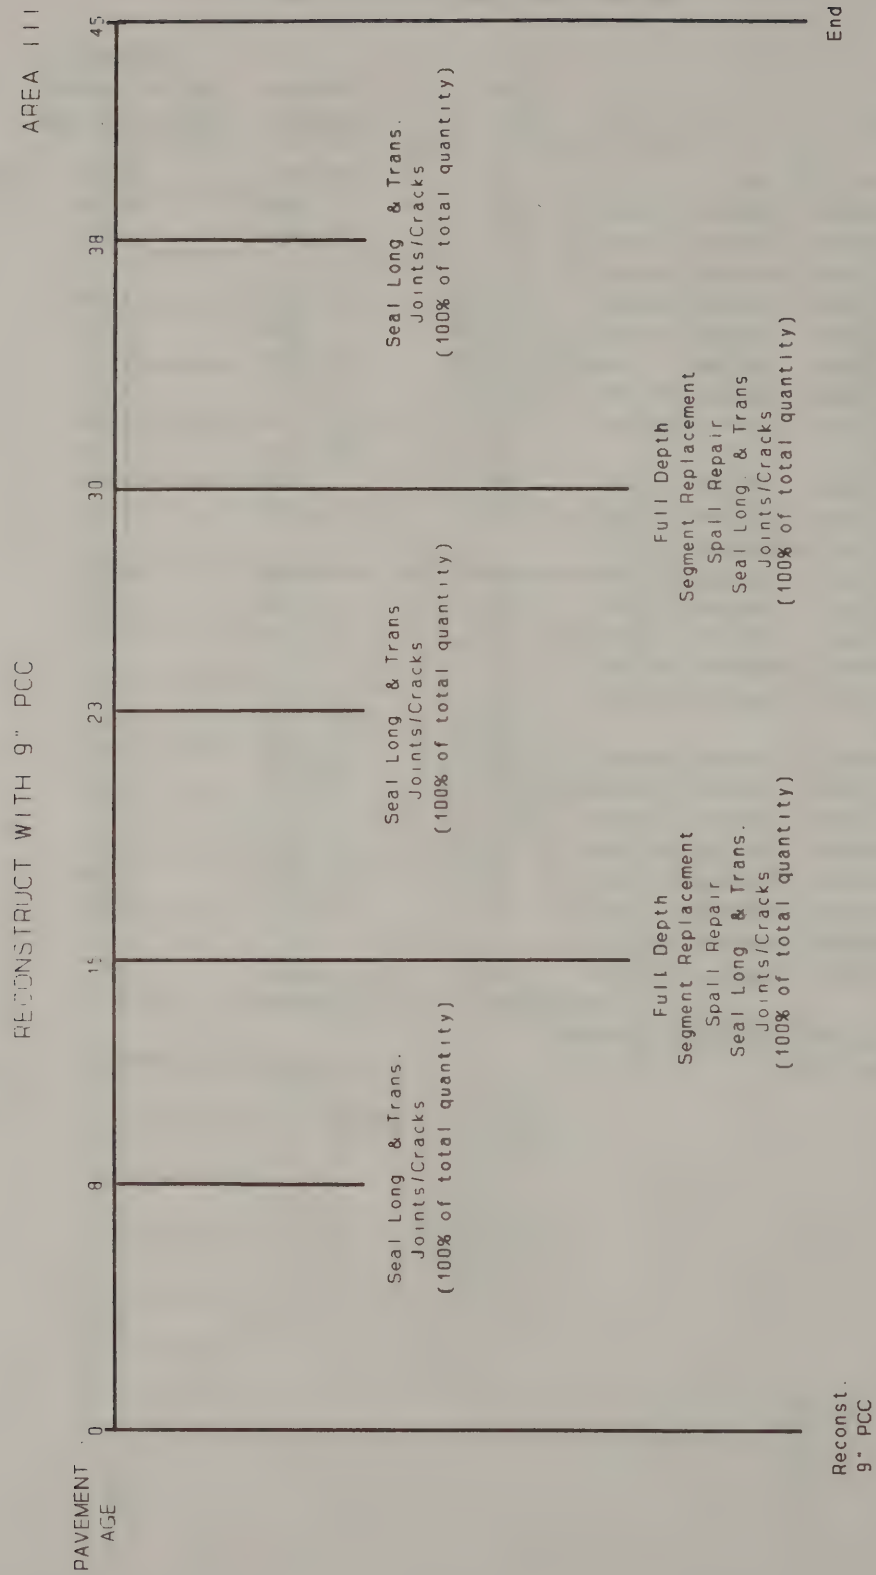 RECONSTRUCT WITH 9" PCC
AREA III
PAVEMENT
AGE
0
8
15
23
30
38
45
Seal Long & Trans.
Joints/Cracks
(100% of total quantity)
Full Depth
Segment Replacement
Spall Repair
Seal Long & Trans.
Joints/Cracks
(100% of total quantity)
Seal Long & Trans
Joints/Cracks
(100% of total quantity)
Full Depth
Segment Replacement
Spall Repair
Seal Long. & Trans
Joints/Cracks
(100% of total quantity)
Seal Long & Trans.
Joints/Cracks
(100% of total quantity)
Reconst.
9" PCC
End